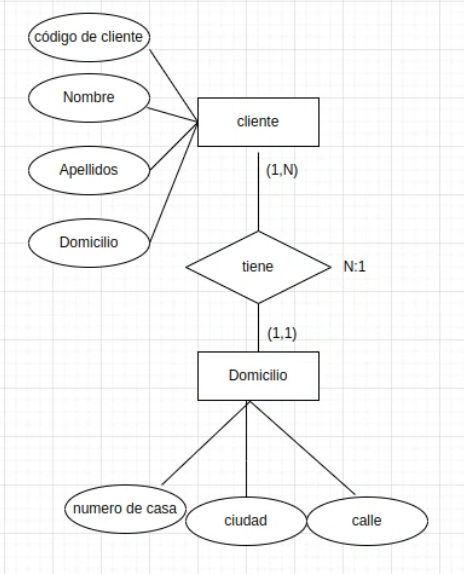 código de cliente
Nombre
cliente
Apellidos
(1,N)
Domicilio
tiene
N:1
(1,1)
Domicilio
numero de casa
ciudad
calle